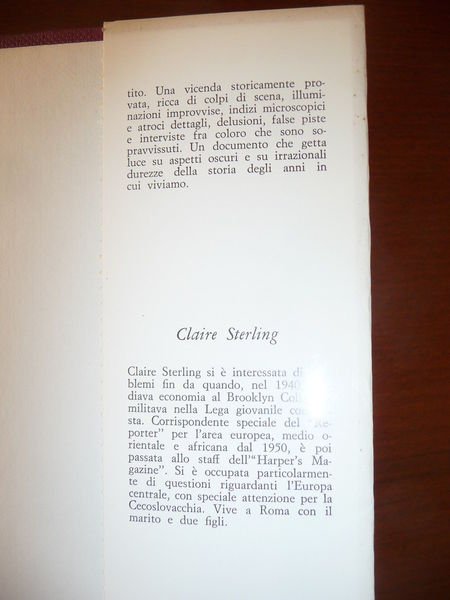 tito. Una vicenda storicamente pro-
vata, ricca di colpi di scena, illumi-
nazioni improvvise, indizi microscopici
e atroci dettagli, delusioni, false piste
e interviste fra coloro che sono so-
pravvissuti. Un documento che getta
luce su aspetti oscuri e su irrazionali
durezze della storia degli anni in
cui viviamo.
Claire Sterling
Claire Sterling si è interessata di
blemi fin da quando, nel 1940
diava economia al Brooklyn
militava nella Lega giovanile
sta. Corrispondente speciale del "Re-
porter" per l'area europea, medio o-
rientale e africana dal 1950, è poi
passata allo staff dell'"Harper's Ma-
gazine". Si è occupata particolarmen-
te di questioni riguardanti l'Europa
centrale, con speciale attenzione per la
Cecoslovacchia. Vive a Roma con il
marito e due figli.